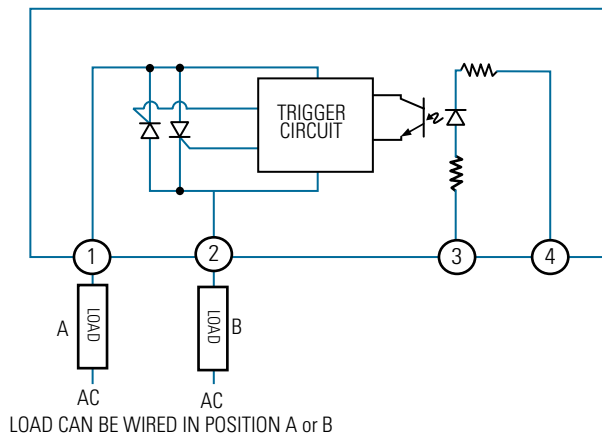 TRIGGER
CIRCUIT
1
2
3
4
A
LOAD
LOAD
B
AC
AC
LOAD CAN BE WIRED IN POSITION A or B